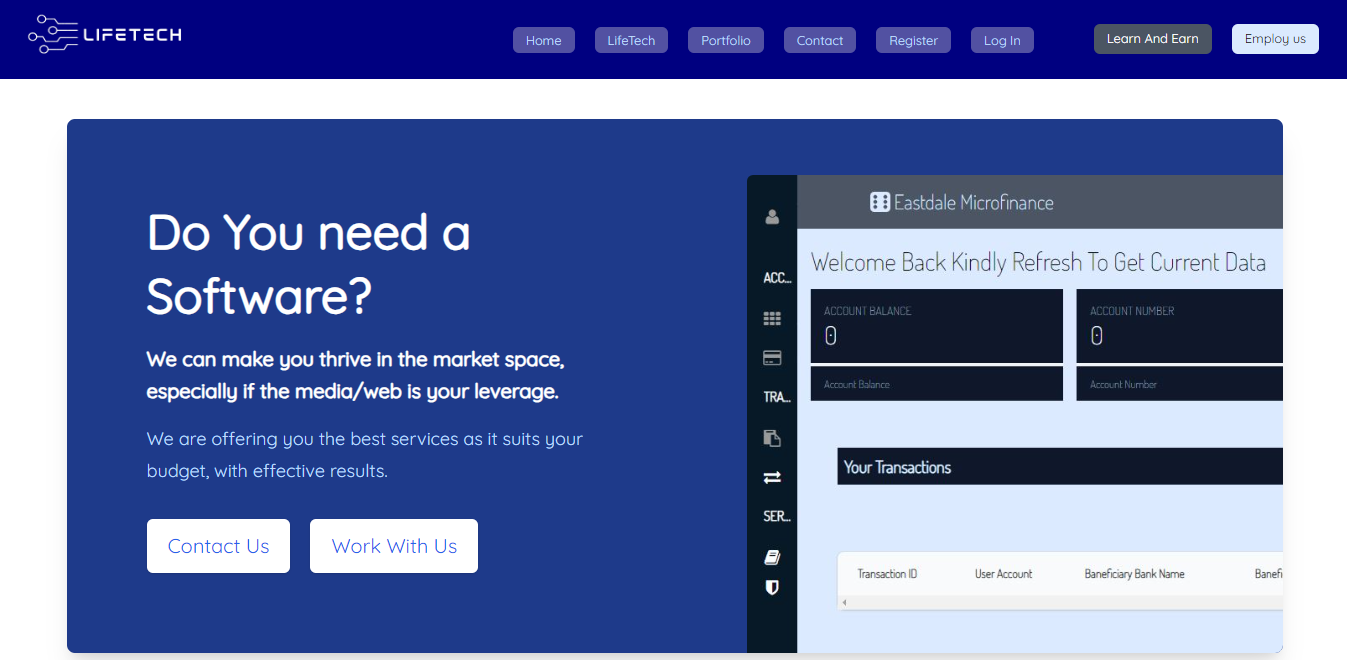 LIFETECH
Home
LifeTech
Portfolio
Contact
Register
Log In
Learn And Earn
Employ us
Do You need a
Software?
We can make you thrive in the market space,
especially if the media/web is your leverage.
We are offering you the best services as it suits your
budget, with effective results.
Contact Us
Work With Us
Eastdale Microfinance
Welcome Back Kindly Refresh To Get Current Data
ACC...
TRA...
SER...
ACCOUNT BALANCE
0
Account Balance
ACCOUNT NUMBER
0
Account Number
Your Transactions
Transaction ID
User Account
Baneficiary Bank Name
Banefi